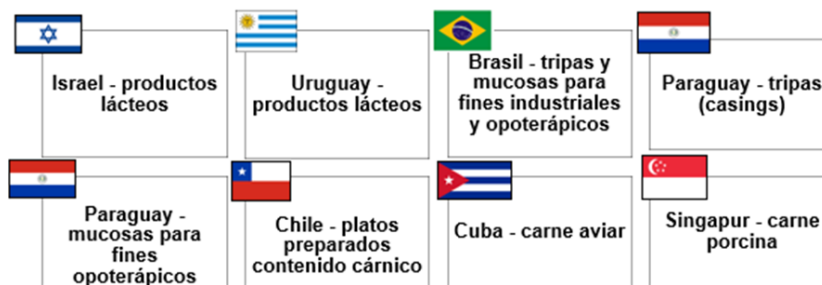 Israel - productos
lácteos
Uruguay -
productos lácteos
Brasil - tripas y
mucosas para
fines industriales
y opoterápicos
Paraguay - tripas
(casings)
Paraguay -
mucosas para
fines
opoterápicos
Chile - platos
preparados
contenido cárnico
Cuba - carne aviar
Singapur - carne
porcina